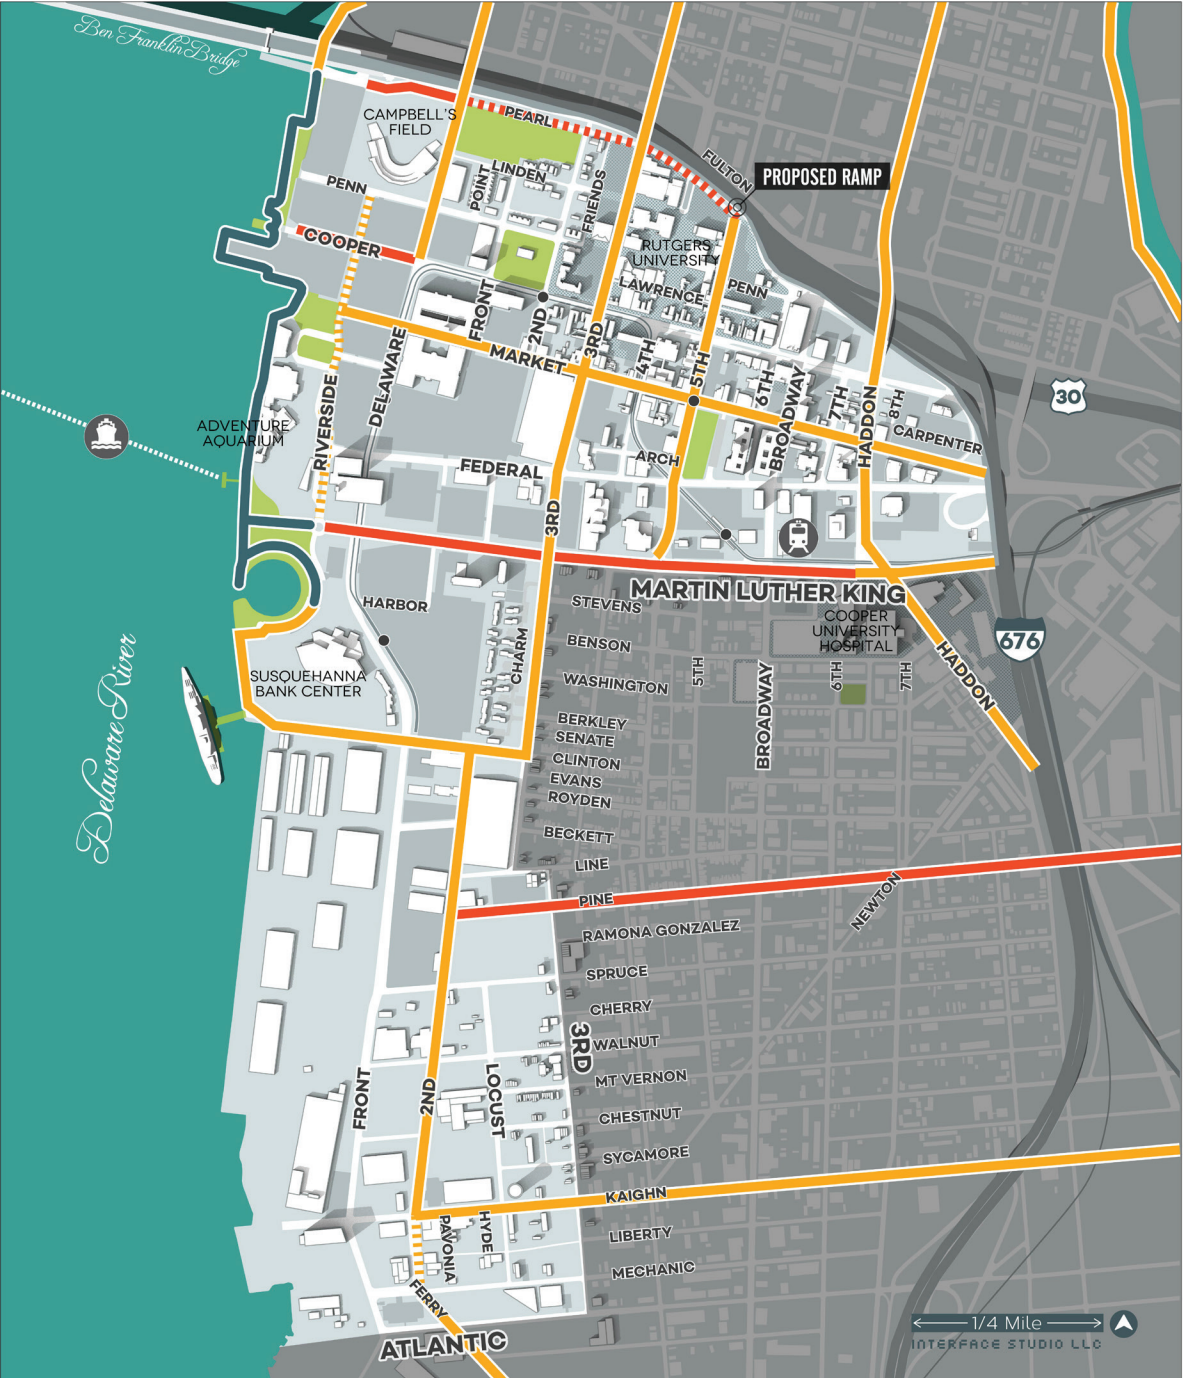 Ben Franklin Bridge
CAMPBELL'S
FIELD
PEARL
FULTON
PROPOSED RAMP
PENN
POINT
LINDEN
FRIENDS
COOPER
RUTGERS
UNIVERSITY
LAWRENCE
PENN
FRONT
2ND
3RD
DELAWARE
MARKET
4TH
5TH
6TH
BROADWAY
7TH
HADDON
8TH
30
CARPENTER
RIVERSIDE
ADVENTURE
AQUARIUM
ARCH
FEDERAL
3RD
MARTIN LUTHER KING
HARBOR
STEVENS
COOPER
UNIVERSITY
HOSPITAL
676
BENSON
CHARM
5TH
BROADWAY
6TH
7TH
HADDON
SUSQUEHANNA
BANK CENTER
WASHINGTON
Delaware River
BERKLEY
SENATE
CLINTON
EVANS
ROYDEN
BECKETT
LINE
PINE
NEWTON
RAMONA GONZALEZ
SPRUCE
CHERRY
3RD
WALNUT
MT VERNON
FRONT
2ND
LOCUST
CHESTNUT
SYCAMORE
KAIGHN
PAVONIA
HYDE
LIBERTY
MECHANIC
FERRY
ATLANTIC
1/4 Mile
INTERFACE STUDIO LLC